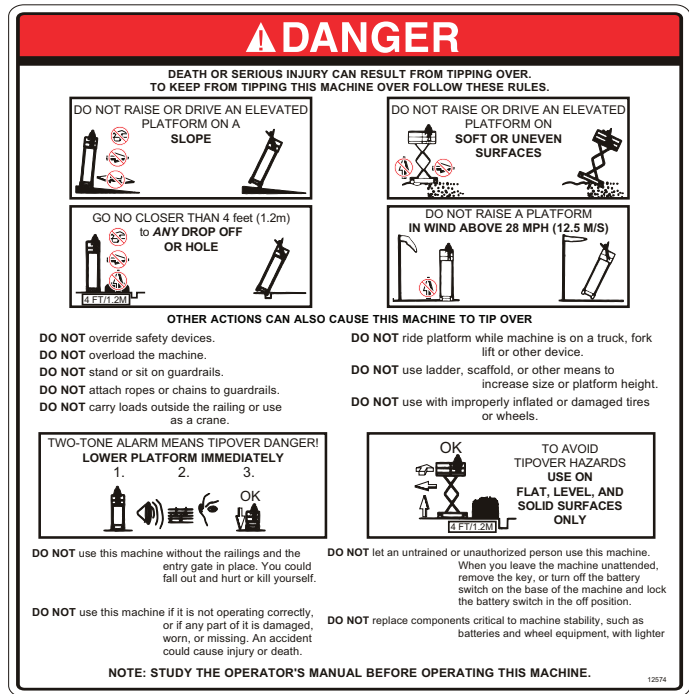 DANGER
DEATH OR SERIOUS INJURY CAN RESULT FROM TIPPING OVER.
TO KEEP FROM TIPPING THIS MACHINE OVER FOLLOW THESE RULES.
DO NOT RAISE OR DRIVE AN ELEVATED
PLATFORM ON A
SLOPE
DO NOT RAISE OR DRIVE AN ELEVATED
PLATFORM ON
SOFT OR UNEVEN
SURFACES
GO NO CLOSER THAN 4 feet (1.2m)
to ANY DROP OFF
OR HOLE
4 FT/1.2M
DO NOT RAISE A PLATFORM
IN WIND ABOVE 28 MPH (12.5 M/S)
OTHER ACTIONS CAN ALSO CAUSE THIS MACHINE TO TIP OVER
DO NOT override safety devices.
DO NOT overload the machine.
DO NOT stand or sit on guardrails.
DO NOT attach ropes or chains to guardrails.
DO NOT carry loads outside the railing or use
as a crane.
DO NOT ride platform while machine is on a truck, fork
lift or other device.
DO NOT use ladder, scaffold, or other means to
increase size or platform height.
DO NOT use with improperly inflated or damaged tires
or wheels.
TWO-TONE ALARM MEANS TIPOVER DANGER!
LOWER PLATFORM IMMEDIATELY
1. 2. 3.
OK
OK
TO AVOID
TIPOVER HAZARDS
USE ON
FLAT, LEVEL, AND
SOLID SURFACES
ONLY
4 FT/1.2M
DO NOT use this machine without the railings and the
entry gate in place. You could
fall out and hurt or kill yourself.
DO NOT use this machine if it is not operating correctly,
or if any part of it is damaged,
worn, or missing. An accident
could cause injury or death.
DO NOT let an untrained or unauthorized person use this machine.
When you leave the machine unattended,
remove the key, or turn off the battery
switch on the base of the machine and lock
the battery switch in the off position.
DO NOT replace components critical to machine stability, such as
batteries and wheel equipment, with lighter
NOTE: STUDY THE OPERATOR'S MANUAL BEFORE OPERATING THIS MACHINE.
12574